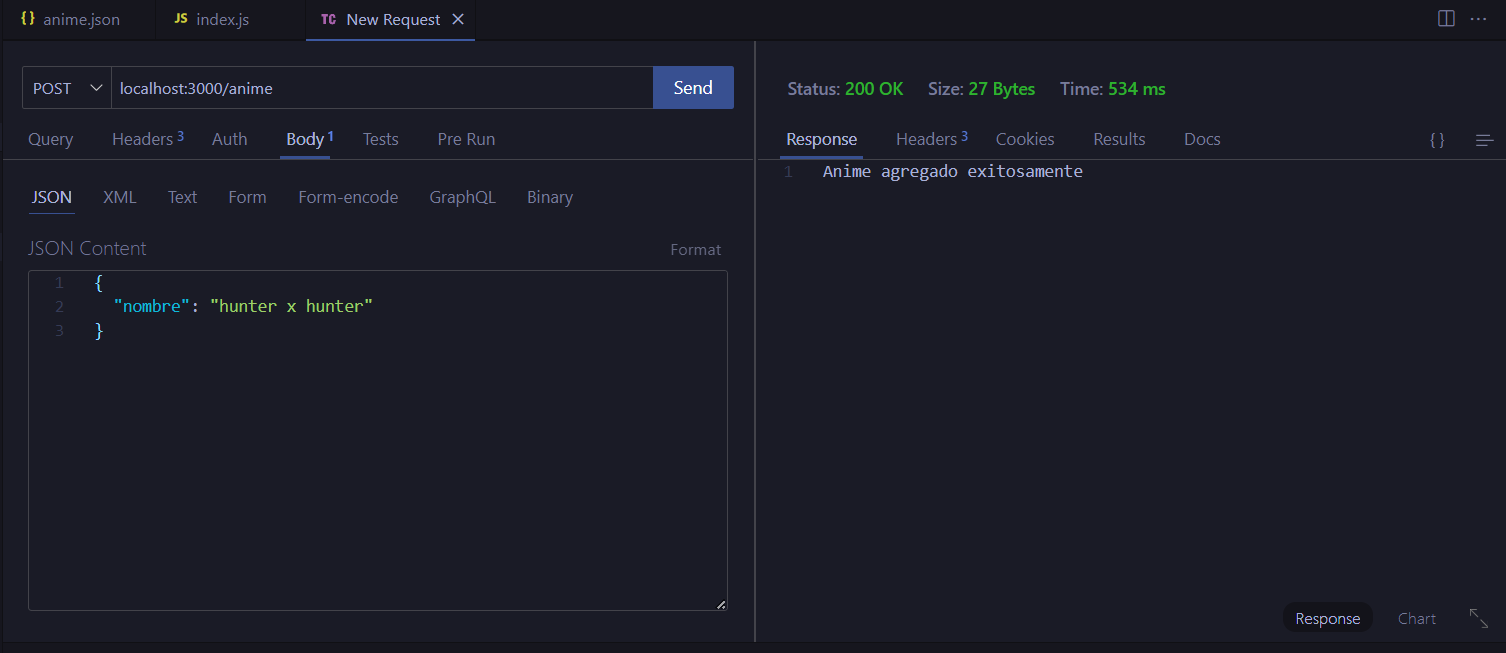 {} anime.json JS index.js TC New Request
POST localhost:3000/anime Send
Query Headers 3 Auth Body 1 Tests Pre Run
JSON XML Text Form Form-encode GraphQL Binary
JSON Content Format
1 {
2 "nombre": "hunter x hunter"
3 }
Status: 200 OK Size: 27 Bytes Time: 534 ms
Response Headers 3 Cookies Results Docs {}
1 Anime agregado exitosamente
Response Chart